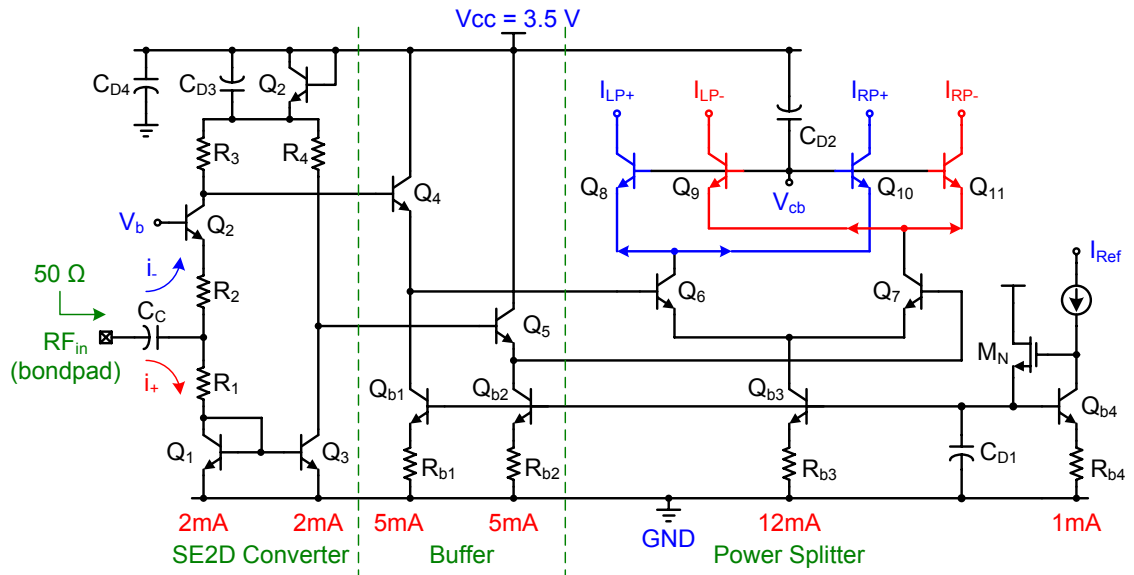 Vcc = 3.5 V
CD4
CD3
Q2
ILP+
ILP-
IRP+
IRP-
CD2
R3
R4
Q4
Q8
Q9
Q10
Q11
Vcb
Vb
Q2
IRef
50 Ω
i-
R2
Q6
Q7
CC
Q5
RFin
(bondpad)
MN
i+
R1
Qb1
Qb2
Qb3
Qb4
Q1
Q3
Rb1
Rb2
Rb3
CD1
Rb4
2mA
2mA
5mA
5mA
GND
12mA
1mA
SE2D Converter
Buffer
Power Splitter